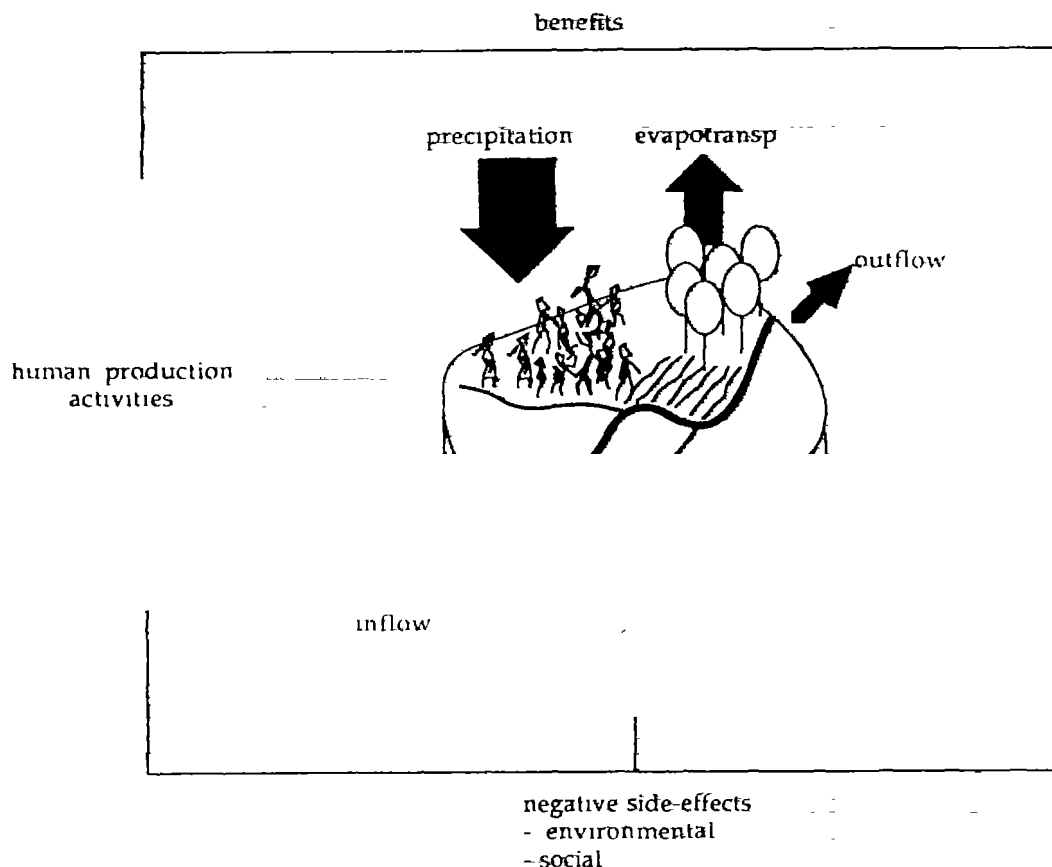 benefits
precipitation
evapotransp
outflow
human production
activities
inflow
negative side-effects
- environmental
- social